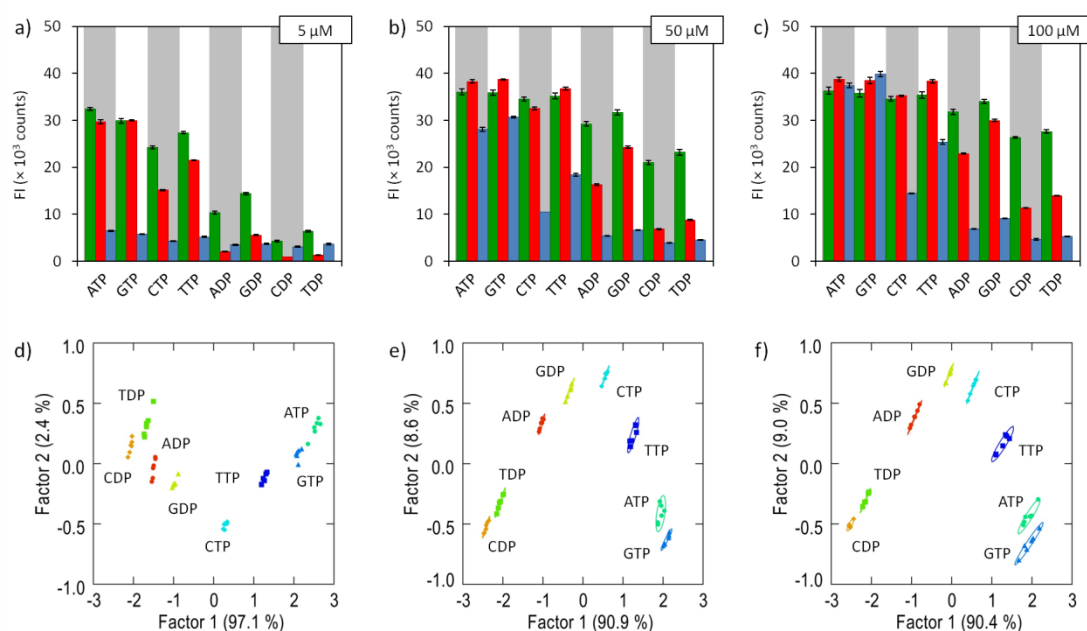 a)
5 µM
FI (× 10³ counts)
50
40
30
20
10
0
ATP
GTP
CTP
TTP
ADP
GDP
CDP
TDP
b)
50 µM
FI (× 10³ counts)
50
40
30
20
10
0
ATP
GTP
CTP
TTP
ADP
GDP
CDP
TDP
c)
100 µM
FI (× 10³ counts)
50
40
30
20
10
0
ATP
GTP
CTP
TTP
ADP
GDP
CDP
TDP
d)
Factor 2 (2.4 %)
1.0
0.5
0.0
-0.5
-1.0
TDP
ATP
ADP
CDP
TTP
GTP
GDP
CTP
-3 -2 -1 0 1 2 3
Factor 1 (97.1 %)
e)
Factor 2 (8.6 %)
1.0
0.5
0.0
-0.5
-1.0
GDP
CTP
ADP
TTP
TDP
ATP
CDP
GTP
-3 -2 -1 0 1 2 3
Factor 1 (90.9 %)
f)
Factor 2 (9.0 %)
1.0
0.5
0.0
-0.5
-1.0
GDP
CTP
ADP
TTP
TDP
ATP
CDP
GTP
-3 -2 -1 0 1 2 3
Factor 1 (90.4 %)